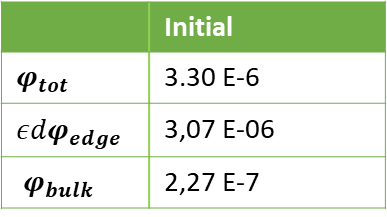 Initial
φtot 3.30 E-6
ϵdφedge 3,07 E-06
φbulk 2,27 E-7